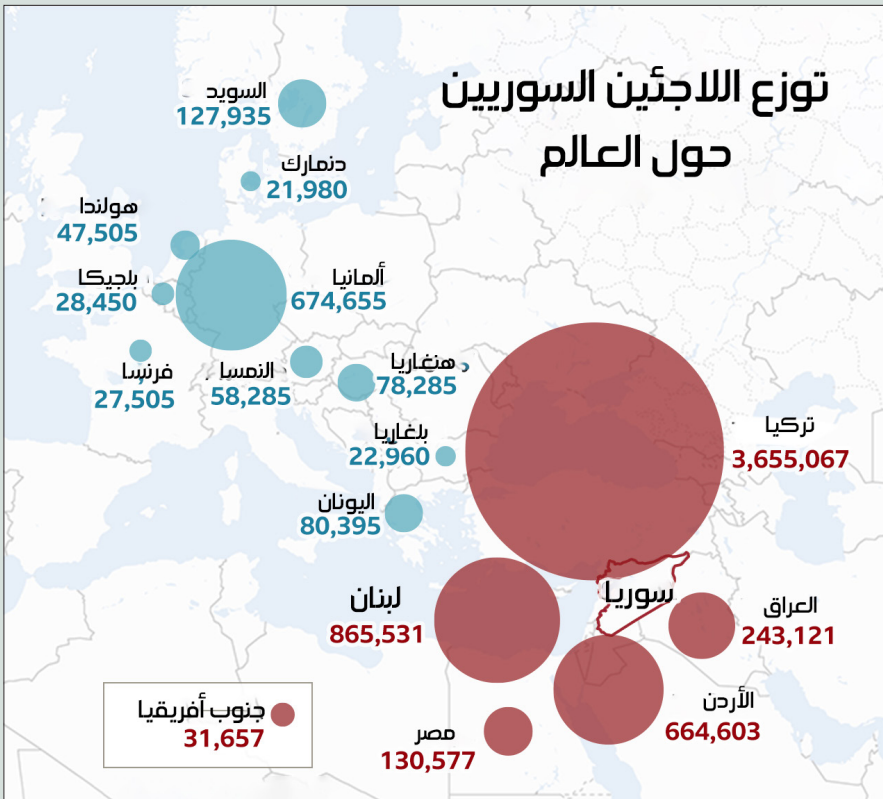 توزع اللاجئين السوريين
حول العالم
السويد
127,935
دنمارك
21,980
هولندا
47,505
بلجيكا
28,450
ألمانيا
674,655
فرنسا
27,505
النمسا
58,285
هنغاريا
78,285
بلغاريا
22,960
اليونان
80,395
تركيا
3,655,067
سوريا
لبنان
865,531
العراق
243,121
الأردن
664,603
مصر
130,577
جنوب أفريقيا
31,657